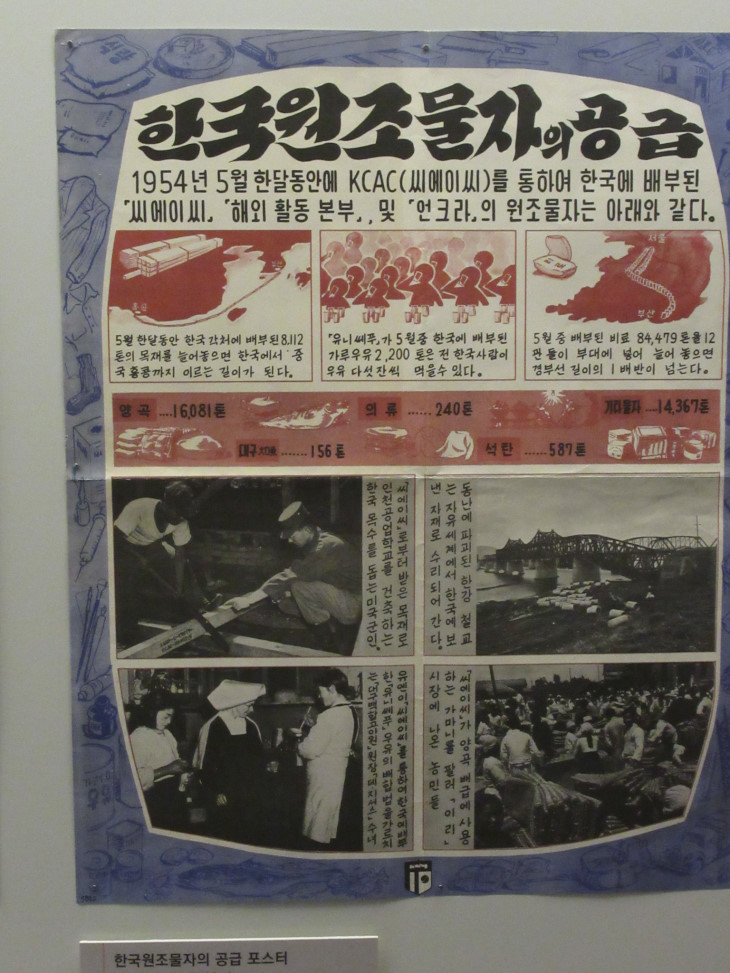 한국원조물자의공급
1954년 5월 한달동안에 KCAC(씨에이씨)를 통하여 한국에 배부된
「씨에이씨」 「해외 활동 본부」, 및 「언크라」의 원조물자는 아래와 같다.
홍콩
부산
5월 한달동안 한국 각처에 배부된 8,112
톤의 목재를 늘어놓으면 한국에서 중
국 홍콩까지 이르는 길이가 된다.
「유니쎄푸」가 5월중 한국에 배부된
가루우유 2,200 톤은 전 한국사람이
우유 다섯 잔씩 먹을수 있다.
서울
부산
5월 중 배부된 비료 84,479 톤을 12
관 들이 부대에 넣어 늘어 놓으면
경부선 길이의 1배반이 넘는다.
양곡 .... 16,081톤
의류 ...... 240톤
기타물자 .... 14,367톤
대구 ....... 156톤
석탄 ....... 587톤
「씨에이씨」로부터 받은 목재로
인천공업학교를 건축하는
한국 목수를 돕는 미국군인.
동난에 파괴된 한강 철교
는 자유세계에서 한국에 보
낸 자재로 수리되어 간다.
「씨에이씨」가 양곡 배급에 사용
하는 가마니를 팔러 「이리」
시장에 나온 농민들
한국원조물자의 공급 포스터